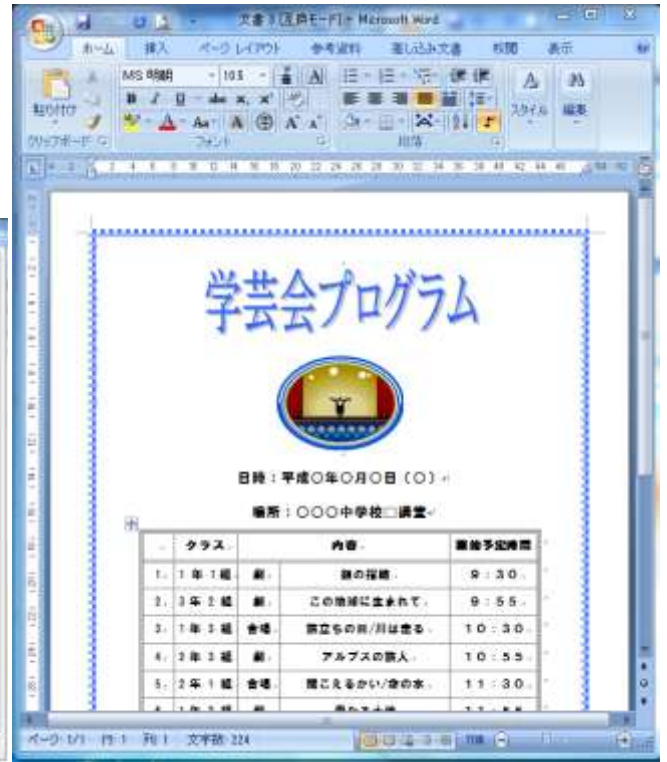 文書 3 [互換モード] - Microsoft Word
ホーム 挿入 ページ レイアウト 参考資料 差し込み文書 校閲 表示
MS 明朝 10.5
貼り付け スタイル 編集
クリップボード フォント 段落
学芸会プログラム
日時：平成○年○月○日（○）
場所：○○○中学校□講堂
クラス 内容 開始予定時間
1. 1年1組 劇 9：30
2. 3年2組 劇 この地球に生まれて 9：55
3. 1年3組 合唱 旅立ちの日/川は走る 10：30
4. 2年3組 劇 アルプスの旅人 10：55
5. 2年1組 合唱 聞こえるかい/空の水 11：30
ページ: 1/1 行: 1 列: 1 文字数: 224